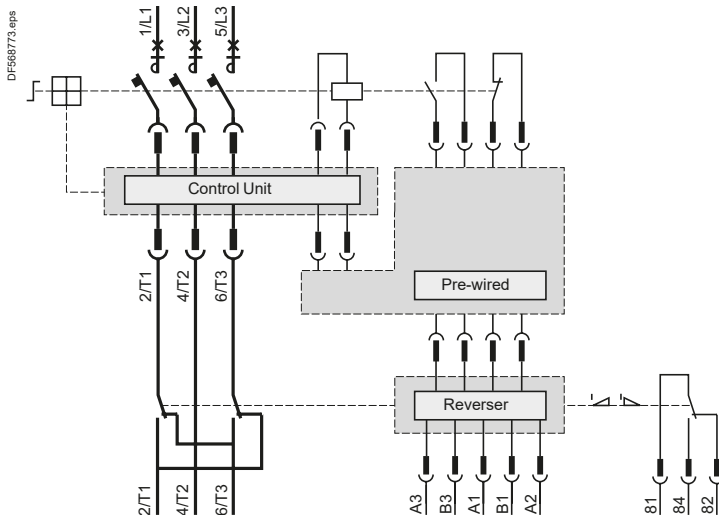 DF568773.eps
1/L1
3/L2
5/L3
Control Unit
2/T1
4/T2
6/T3
Pre-wired
Reverser
2/T1
4/T2
6/T3
A3
B3
A1
B1
A2
81
84
82